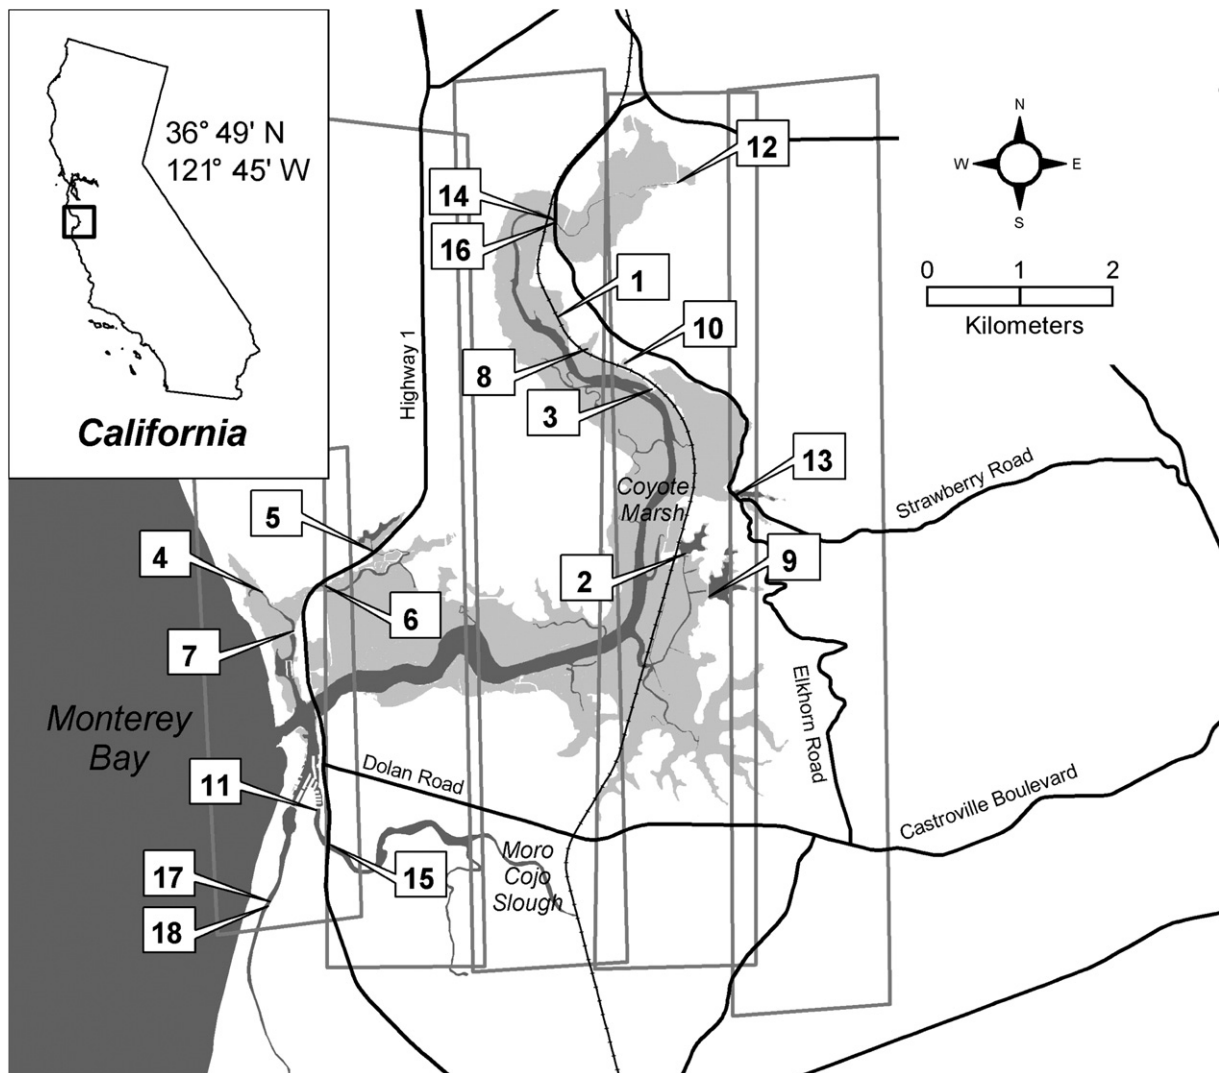 36° 49' N
121° 45' W
California
N
W
E
S
0
1
2
Kilometers
12
14
16
1
10
8
3
Highway 1
13
Strawberry Road
Coyote
Marsh
5
4
2
9
6
7
Elkhorn Road
Monterey
Bay
Dolan Road
11
Castroville Boulevard
Moro
Cojo
Slough
15
17
18